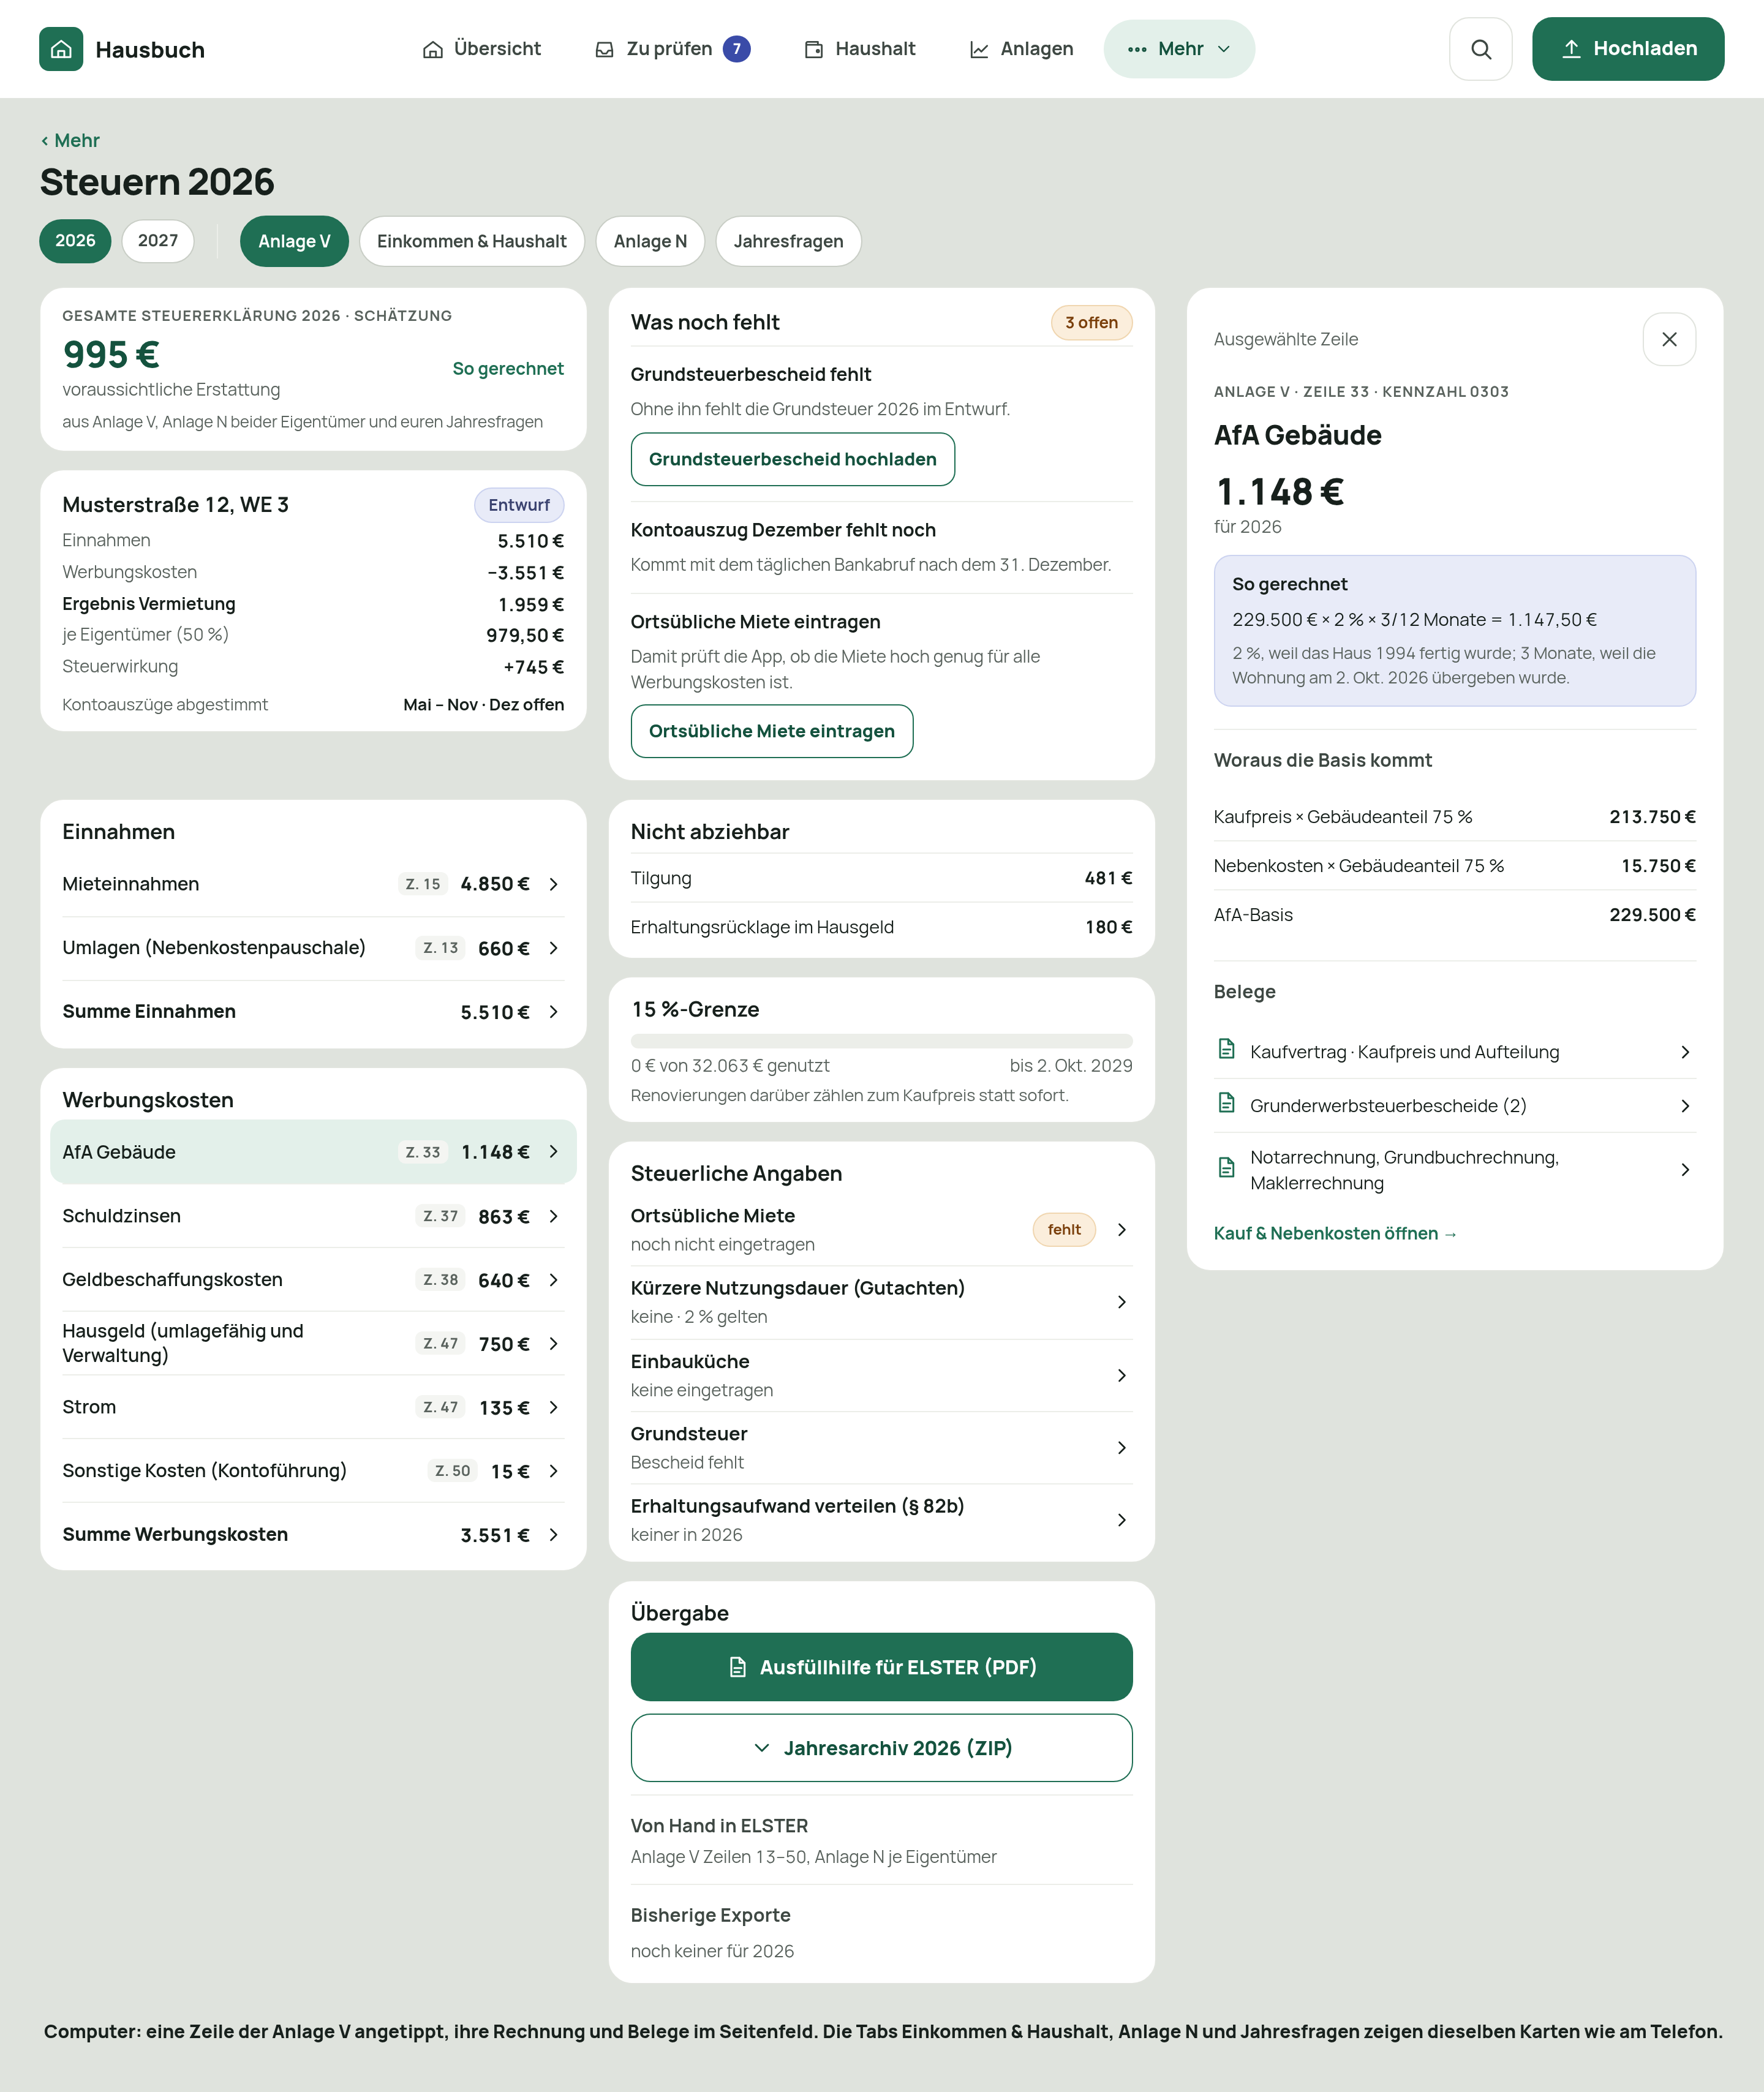 Hausbuch
Übersicht
Zu prüfen 7
Haushalt
Anlagen
Mehr
Hochladen
‹ Mehr
Steuern 2026
2026
2027
Anlage V
Einkommen & Haushalt
Anlage N
Jahresfragen
GESAMTE STEUERERKLÄRUNG 2026 · SCHÄTZUNG
995 €
So gerechnet
voraussichtliche Erstattung
aus Anlage V, Anlage N beider Eigentümer und euren Jahresfragen
Musterstraße 12, WE 3 Entwurf
Einnahmen 5.510 €
Werbungskosten −3.551 €
Ergebnis Vermietung 1.959 €
je Eigentümer (50 %) 979,50 €
Steuerwirkung +745 €
Kontoauszüge abgestimmt Mai – Nov · Dez offen
Einnahmen
Mieteinnahmen Z. 15 4.850 €
Umlagen (Nebenkostenpauschale) Z. 13 660 €
Summe Einnahmen 5.510 €
Werbungskosten
AfA Gebäude Z. 33 1.148 €
Schuldzinsen Z. 37 863 €
Geldbeschaffungskosten Z. 38 640 €
Hausgeld (umlagefähig und
Verwaltung) Z. 47 750 €
Strom Z. 47 135 €
Sonstige Kosten (Kontoführung) Z. 50 15 €
Summe Werbungskosten 3.551 €
Was noch fehlt 3 offen
Grundsteuerbescheid fehlt
Ohne ihn fehlt die Grundsteuer 2026 im Entwurf.
Grundsteuerbescheid hochladen
Kontoauszug Dezember fehlt noch
Kommt mit dem täglichen Bankabruf nach dem 31. Dezember.
Ortsübliche Miete eintragen
Damit prüft die App, ob die Miete hoch genug für alle
Werbungskosten ist.
Ortsübliche Miete eintragen
Nicht abziehbar
Tilgung 481 €
Erhaltungsrücklage im Hausgeld 180 €
15 %-Grenze
0 € von 32.063 € genutzt bis 2. Okt. 2029
Renovierungen darüber zählen zum Kaufpreis statt sofort.
Steuerliche Angaben
Ortsübliche Miete
noch nicht eingetragen
fehlt
Kürzere Nutzungsdauer (Gutachten)
keine · 2 % gelten
Einbauküche
keine eingetragen
Grundsteuer
Bescheid fehlt
Erhaltungsaufwand verteilen (§ 82b)
keiner in 2026
Übergabe
Ausfüllhilfe für ELSTER (PDF)
Jahresarchiv 2026 (ZIP)
Von Hand in ELSTER
Anlage V Zeilen 13–50, Anlage N je Eigentümer
Bisherige Exporte
noch keiner für 2026
Ausgewählte Zeile
ANLAGE V · ZEILE 33 · KENNZAHL 0303
AfA Gebäude
1.148 €
für 2026
So gerechnet
229.500 € × 2 % × 3/12 Monate = 1.147,50 €
2 %, weil das Haus 1994 fertig wurde; 3 Monate, weil die
Wohnung am 2. Okt. 2026 übergeben wurde.
Woraus die Basis kommt
Kaufpreis × Gebäudeanteil 75 % 213.750 €
Nebenkosten × Gebäudeanteil 75 % 15.750 €
AfA-Basis 229.500 €
Belege
Kaufvertrag · Kaufpreis und Aufteilung
Grunderwerbsteuerbescheide (2)
Notarrechnung, Grundbuchrechnung,
Maklerrechnung
Kauf & Nebenkosten öffnen →
Computer: eine Zeile der Anlage V angetippt, ihre Rechnung und Belege im Seitenfeld. Die Tabs Einkommen & Haushalt, Anlage N und Jahresfragen zeigen dieselben Karten wie am Telefon.